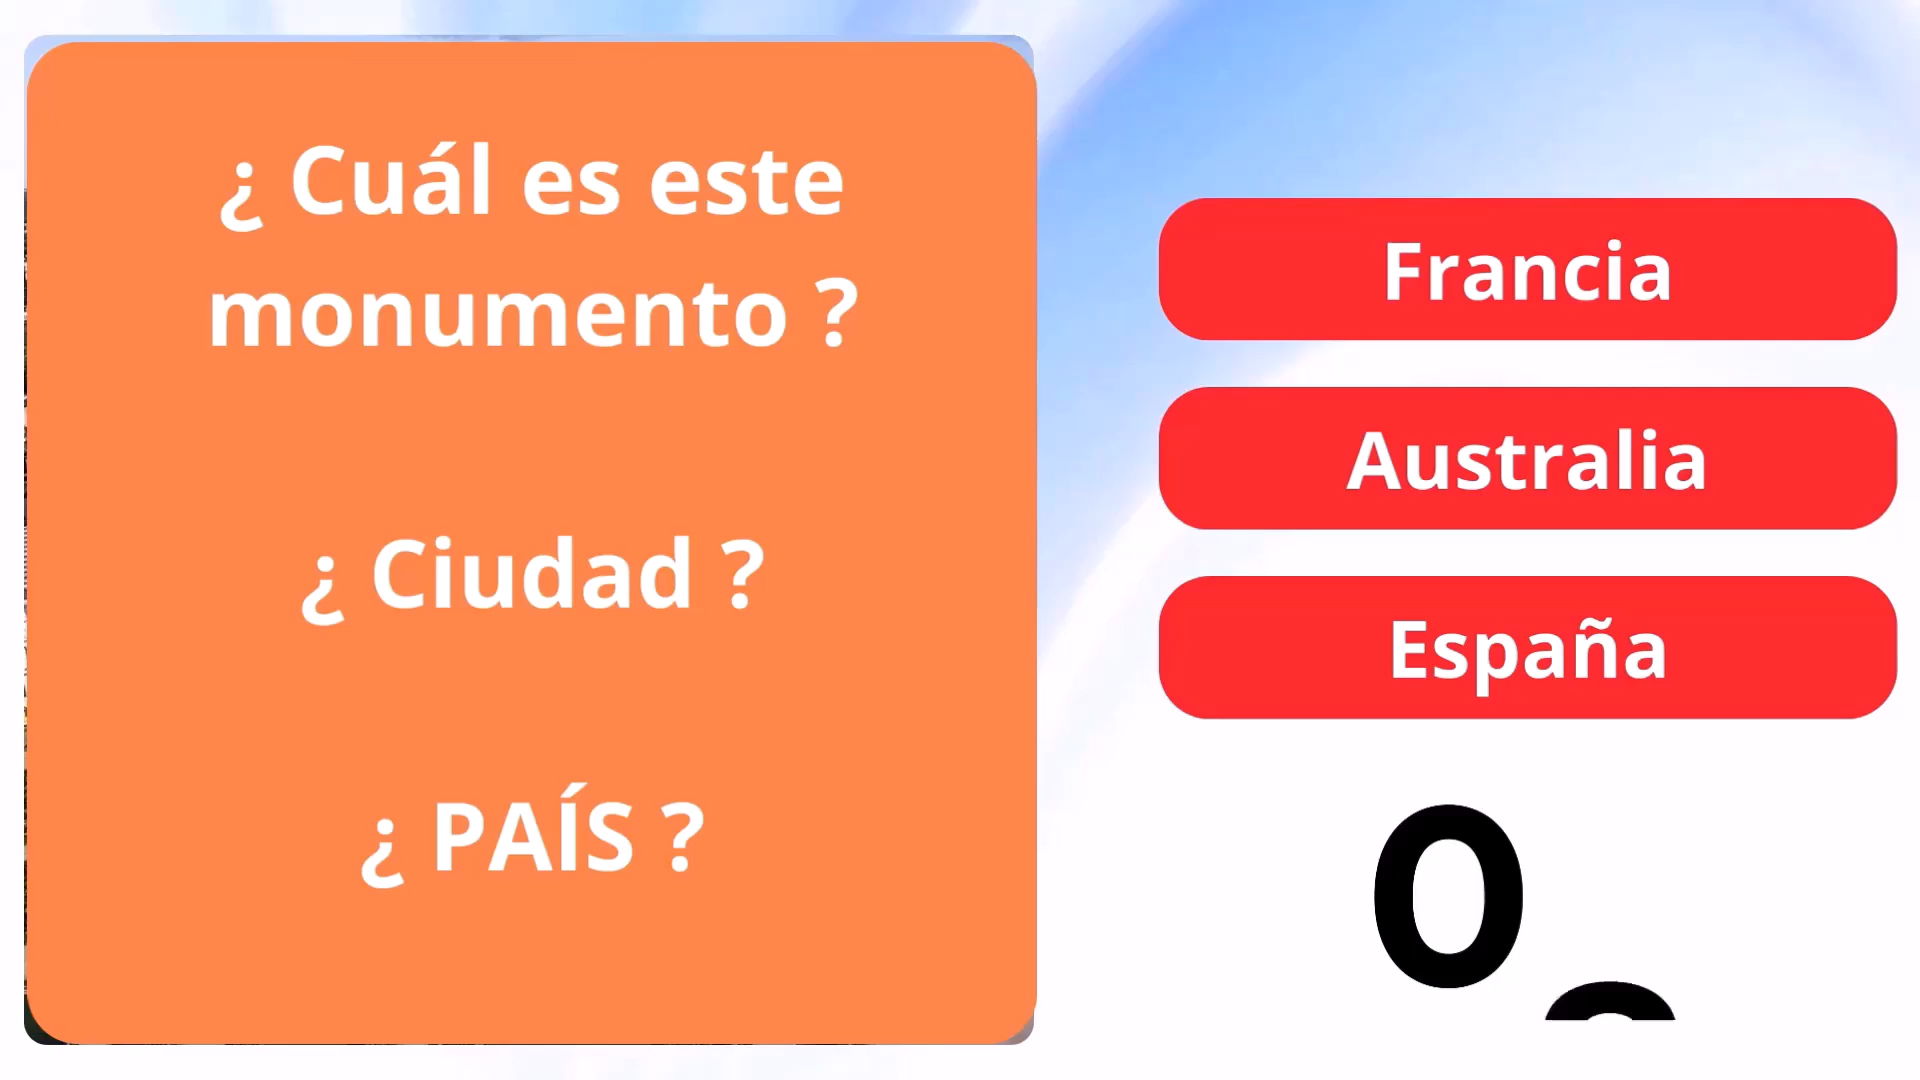 ¿ Cuál es este
monumento ?
¿ Ciudad ?
¿ PAÍS ?
Francia
Australia
España
0